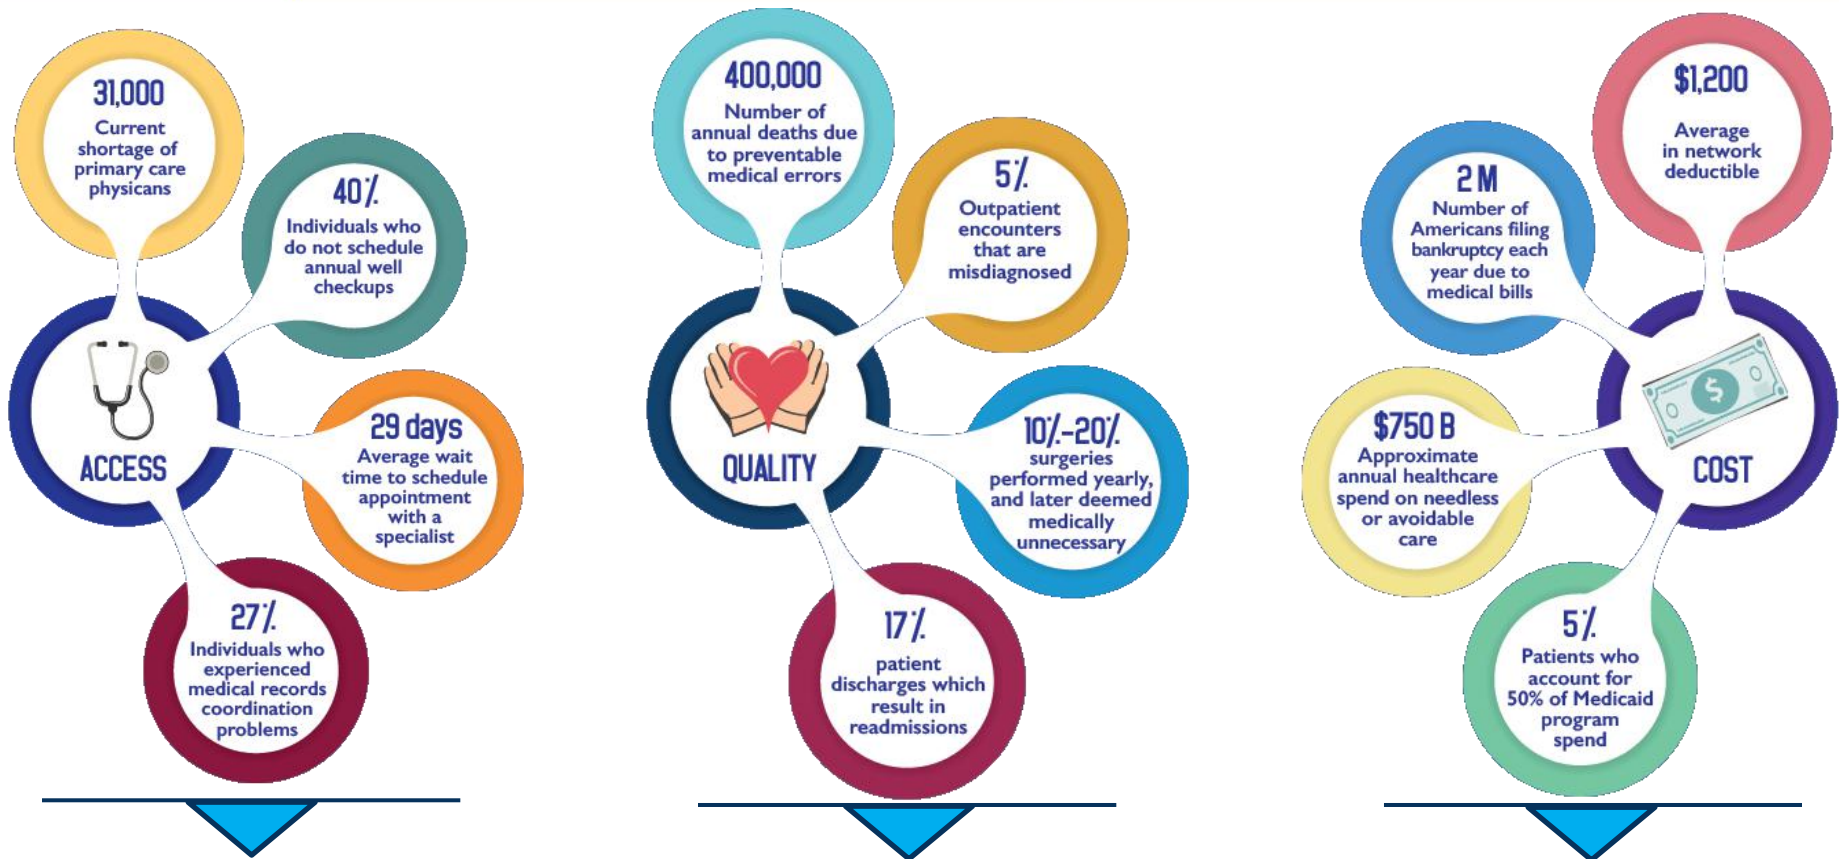 31,000
Current
shortage of
primary care
physicans
40%
Individuals who
do not schedule
annual well
checkups
29 days
Average wait
time to schedule
appointment
with a
specialist
27%
Individuals who
experienced
medical records
coordination
problems
ACCESS
400,000
Number of
annual deaths due
to preventable
medical errors
5%
Outpatient
encounters
that are
misdiagnosed
10%-20%
surgeries
performed yearly,
and later deemed
medically
unnecessary
17%
patient
discharges which
result in
readmissions
QUALITY
$1,200
Average
in network
deductible
2 M
Number of
Americans filing
bankruptcy each
year due to
medical bills
$750 B
Approximate
annual healthcare
spend on needless
or avoidable
care
5%
Patients who
account for
50% of Medicaid
program
spend
$
COST